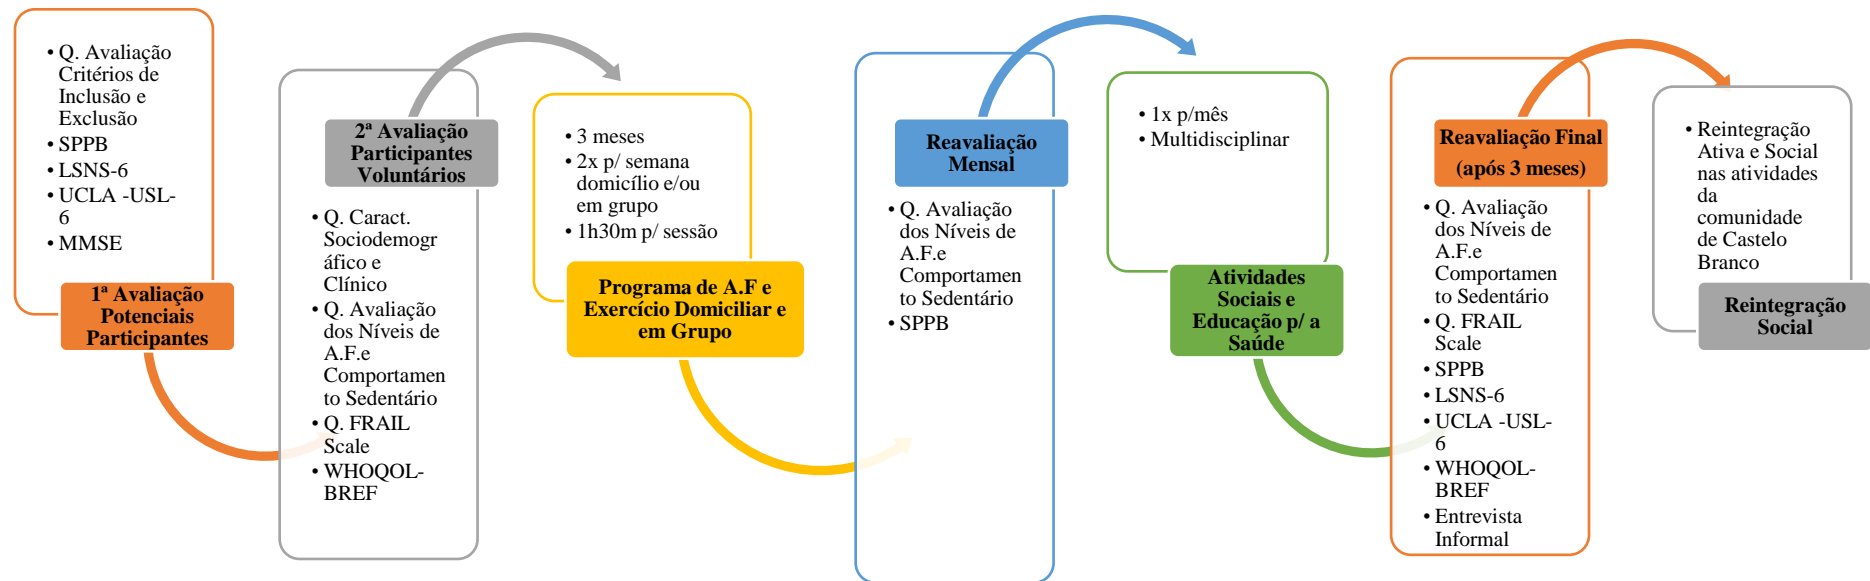 • Q. Avaliação
Critérios de
Inclusão e
Exclusão
• SPPB
• LSNS-6
• UCLA -USL-
6
• MMSE
1ª Avaliação
Potenciais
Participantes
2ª Avaliação
Participantes
Voluntários
• Q. Caract.
Sociodemogr
áfico e
Clínico
• Q. Avaliação
dos Níveis de
A.F.e
Comportamen
to Sedentário
• Q. FRAIL
Scale
• WHOQOL-
BREF
• 3 meses
• 2x p/ semana
domicílio e/ou
em grupo
• 1h30m p/ sessão
Programa de A.F e
Exercício Domiciliar e
em Grupo
Reavaliação
Mensal
• Q. Avaliação
dos Níveis de
A.F.e
Comportamen
to Sedentário
• SPPB
• 1x p/mês
• Multidisciplinar
Atividades
Sociais e
Educação p/ a
Saúde
Reavaliação Final
(após 3 meses)
• Q. Avaliação
dos Níveis de
A.F.e
Comportamen
to Sedentário
• Q. FRAIL
Scale
• SPPB
• LSNS-6
• UCLA -USL-
6
• WHOQOL-
BREF
• Entrevista
Informal
• Reintegração
Ativa e Social
nas atividades
da
comunidade
de Castelo
Branco
Reintegração
Social